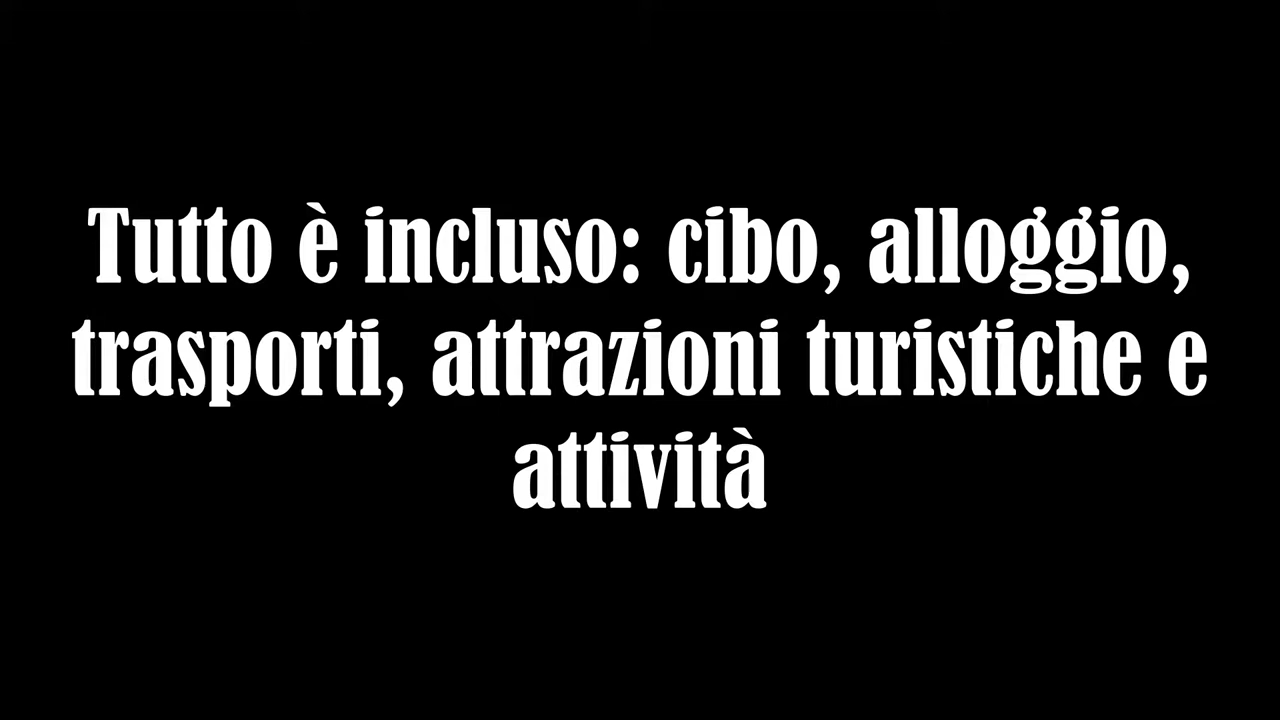 Tutto è incluso: cibo, alloggio,
trasporti, attrazioni turistiche e
attività